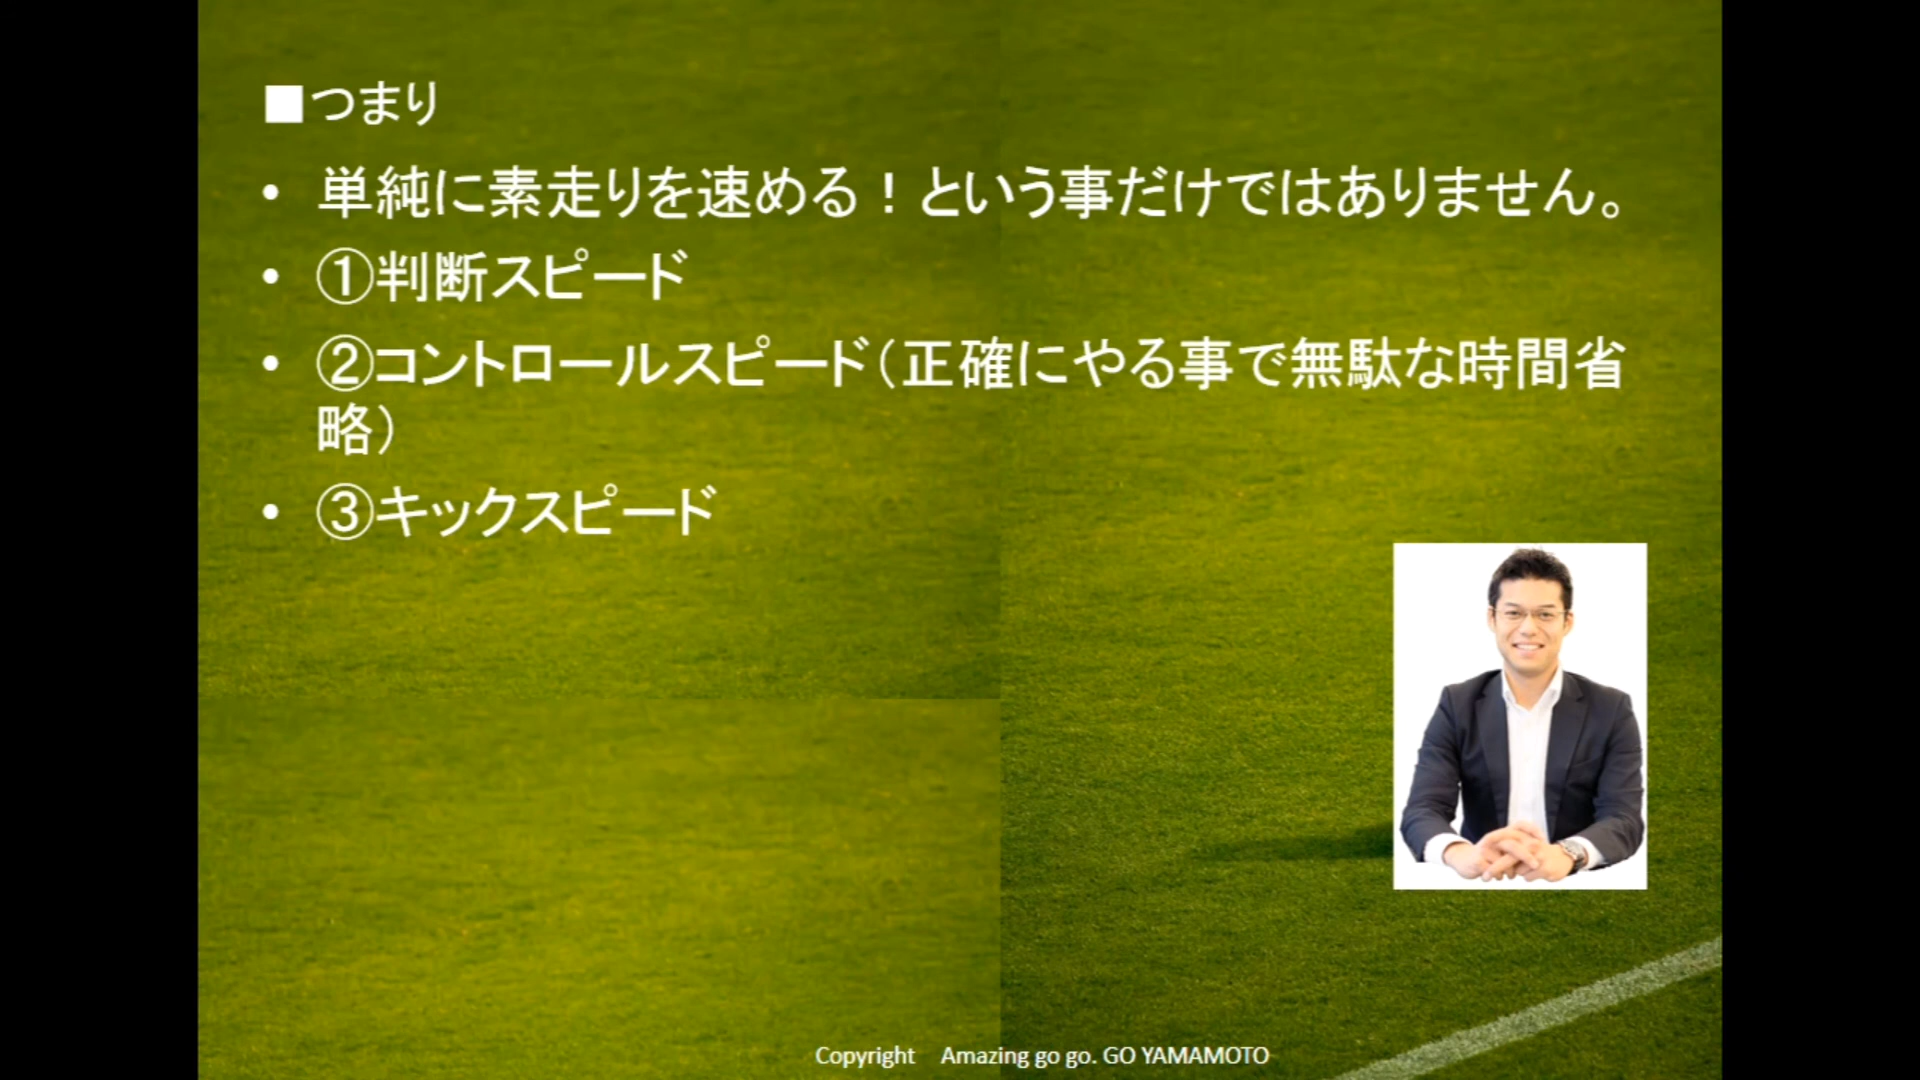 ■つまり
• 単純に素走りを速める！という事だけではありません。
• ①判断スピード
• ②コントロールスピード（正確にやる事で無駄な時間省
略）
• ③キックスピード
Copyright　Amazing go go. GO YAMAMOTO